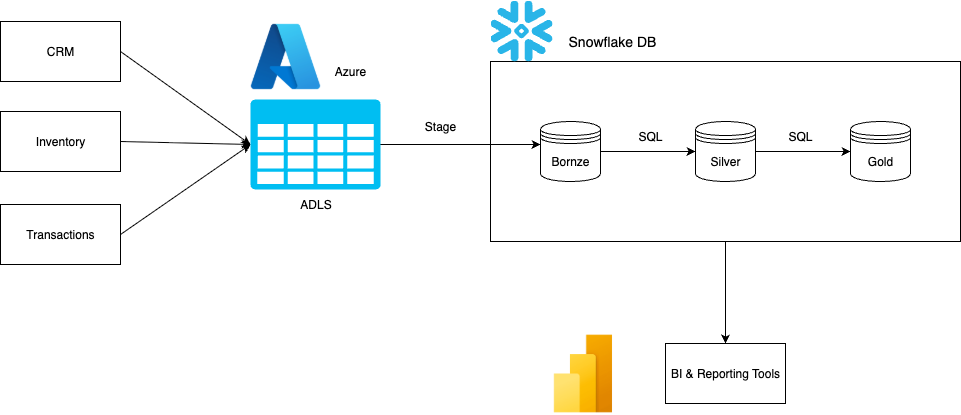 CRM
Azure
Snowflake DB
Inventory
Stage
SQL
SQL
Bornze
Silver
Gold
ADLS
Transactions
BI & Reporting Tools